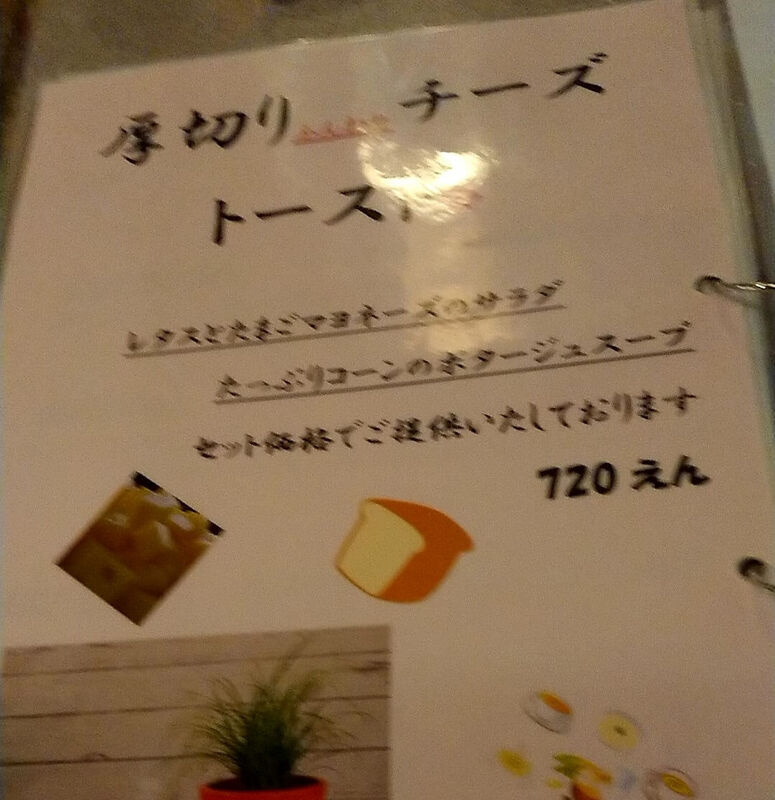 厚切り チーズ
トースト
レタスとたまごマヨネーズのサラダ
たっぷりコーンのポタージュスープ
セット価格でご提供いたしております
720 えん